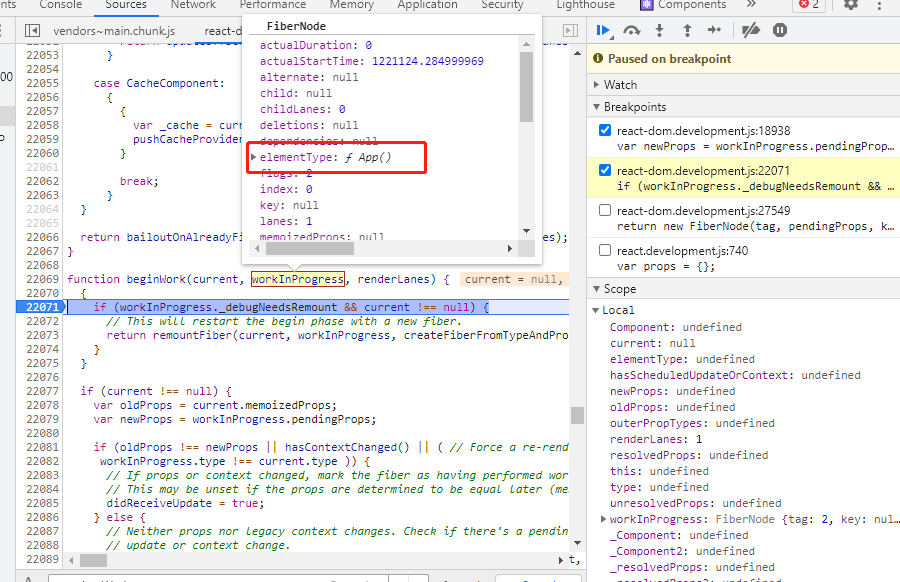 Console Sources Network Performance Memory Application Security Lighthouse Components » 2
vendors~main.chunk.js react-d
22053 }
22054
22055 case CacheComponent:
22056 {
22057 {
22058 var _cache = cur
22059 pushCacheProvider
22060 }
22061
22062 break;
22063 }
22064 }
22065
22066 return bailoutOnAlreadyFi es);
22067 }
22068
22069 function beginWork(current, workInProgress, renderLanes) { current = null,
22070 {
22071 if (workInProgress._debugNeedsRemount && current !== null) {
22072 // This will restart the begin phase with a new fiber.
22073 return remountFiber(current, workInProgress, createFiberFromTypeAndPro
22074 }
22075 }
22076
22077 if (current !== null) {
22078 var oldProps = current.memoizedProps;
22079 var newProps = workInProgress.pendingProps;
22080
22081 if (oldProps !== newProps || hasContextChanged() || ( // Force a re-rend
22082 workInProgress.type !== current.type )) {
22083 // If props or context changed, mark the fiber as having performed wor
22084 // This may be unset if the props are determined to be equal later (me
22085 didReceiveUpdate = true;
22086 } else {
22087 // Neither props nor legacy context changes. Check if there's a pendin
22088 // update or context change.
22089
FiberNode
actualDuration: 0
actualStartTime: 1221124.284999969
alternate: null
child: null
childLanes: 0
deletions: null
dependencies: null
elementType: ƒ App()
flags: 2
index: 0
key: null
lanes: 1
memoizedProps: null
Paused on breakpoint
Watch
Breakpoints
react-dom.development.js:18938
var newProps = workInProgress.pendingProp…
react-dom.development.js:22071
if (workInProgress._debugNeedsRemount && …
react-dom.development.js:27549
return new FiberNode(tag, pendingProps, k…
react.development.js:740
var props = {};
Scope
Local
Component: undefined
current: null
elementType: undefined
hasScheduledUpdateOrContext: undefined
newProps: undefined
oldProps: undefined
outerPropTypes: undefined
renderLanes: 1
resolvedProps: undefined
this: undefined
type: undefined
unresolvedProps: undefined
workInProgress: FiberNode {tag: 2, key: nul…
_Component: undefined
_Component2: undefined
_resolvedProps: undefined